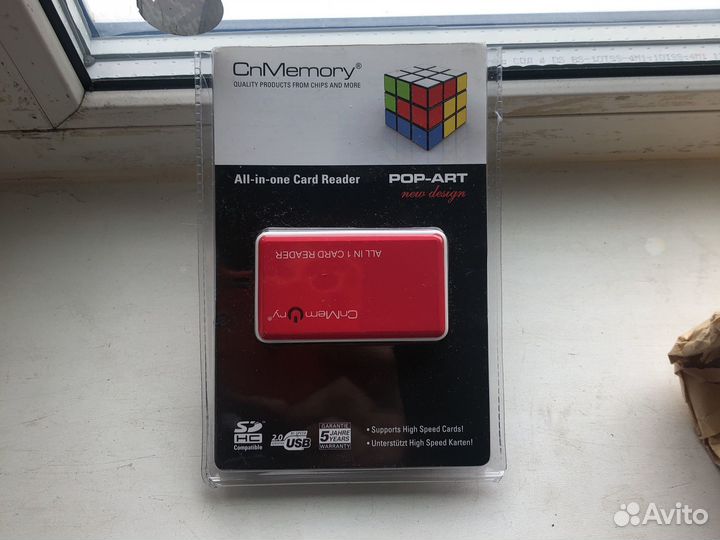 CnMemory®
QUALITY PRODUCTS FROM CHIPS AND MORE
All-in-one Card Reader
POP-ART
new design
ALL IN 1 CARD READER
CnMemory®
SD
HC
Compatible
2.0
USB
GARANTIE
5 JAHRE
YEARS
WARRANTY
• Supports High Speed Cards!
• Unterstützt High Speed Karten!
Avito